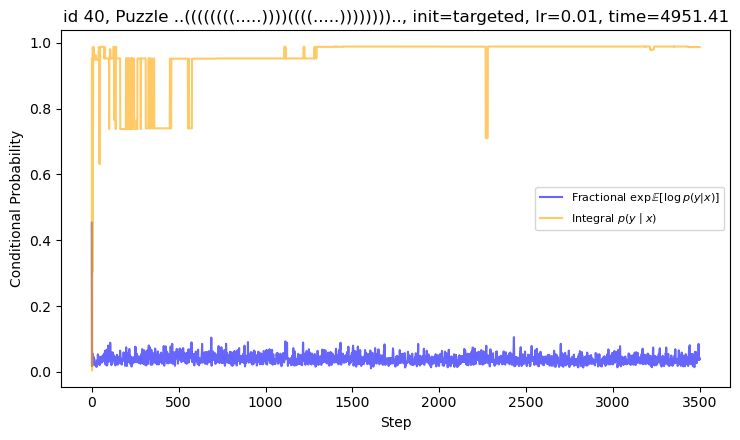 id 40, Puzzle ..((((((((.....))))((((.....)))))))).., init=targeted, lr=0.01, time=4951.41
1.0
0.8
0.6
0.4
0.2
0.0
Conditional Probability
Fractional exp𝔼[log p(y|x)]
Integral p(y | x)
0 500 1000 1500 2000 2500 3000 3500
Step